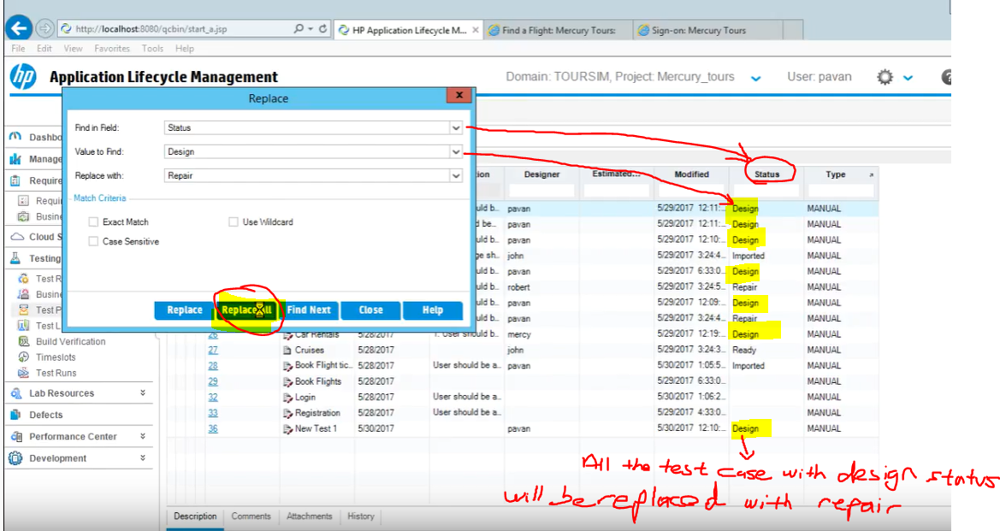 http://localhost:8080/qcbin/start_a.jsp
HP Application Lifecycle M...
Find a Flight: Mercury Tours:
Sign-on: Mercury Tours
File Edit View Favorites Tools Help
hp Application Lifecycle Management
Domain: TOURSIM, Project: Mercury_tours
User: pavan
Replace
x
Find in Field: Status
Value to Find: Design
Replace with: Repair
Match Criteria
Exact Match Use Wildcard
Case Sensitive
Replace Replace All Find Next Close Help
Dashbo
Manage
Require
Requi
Busine
Cloud S
Testing
Test R
Busine
Test P
Test L
Build Verification
Timeslots
Test Runs
Lab Resources
Defects
Performance Center
Development
tion Designer Estimated... Modified Status Type
ould b.. pavan 5/29/2017 12:11:... Design MANUAL
d be... pavan 5/29/2017 12:11:... Design MANUAL
uld b.. pavan 5/29/2017 12:10:... Design MANUAL
ge sh.. john 5/29/2017 3:24:4... Imported MANUAL
uld b.. pavan 5/29/2017 6:33:0... Design MANUAL
uld b.. robert 5/29/2017 3:24:5... Repair MANUAL
uld b.. pavan 5/29/2017 12:09:... Design MANUAL
uld b.. pavan 5/29/2017 3:24:4... Repair MANUAL
26 Car Rentals 5/28/2017 1. User should b.. mercy 5/29/2017 12:19:... Design MANUAL
27 Cruises 5/28/2017 john 5/29/2017 3:24:3... Ready MANUAL
28 Book Flight tic... 5/28/2017 User should be a.. pavan 5/30/2017 1:05:5... Imported MANUAL
29 Book Flights 5/28/2017 5/29/2017 6:33:0... MANUAL
32 Login 5/28/2017 User should be a.. 5/30/2017 1:06:2... MANUAL
33 Registration 5/28/2017 User should be a.. 5/29/2017 4:33:0... MANUAL
36 New Test 1 5/30/2017 pavan 5/30/2017 12:10:... Design MANUAL
All the test case with design status
will be replaced with repair
Description Comments Attachments History